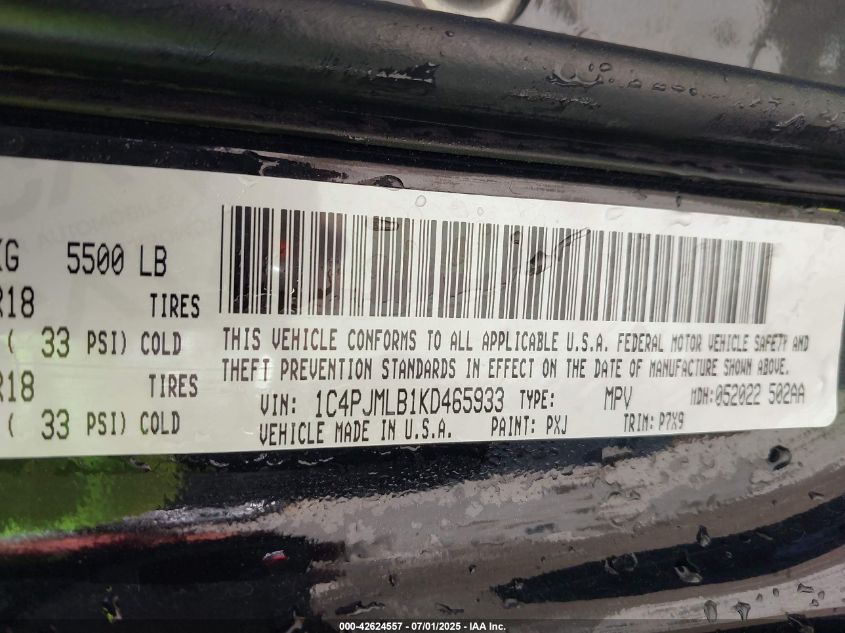 KG 5500 LB
R18 TIRES
( 33 PSI) COLD
R18 TIRES
( 33 PSI) COLD
THIS VEHICLE CONFORMS TO ALL APPLICABLE U.S.A. FEDERAL MOTOR VEHICLE SAFETY AND
THEFT PREVENTION STANDARDS IN EFFECT ON THE DATE OF MANUFACTURE SHOWN ABOVE.
VIN: 1C4PJMLB1KD465933 TYPE: MPV MDH:052022 502AA
VEHICLE MADE IN U.S.A. PAINT: PXJ TRIM: P7X9
000-42624557 - 07/01/2025 - IAA Inc.